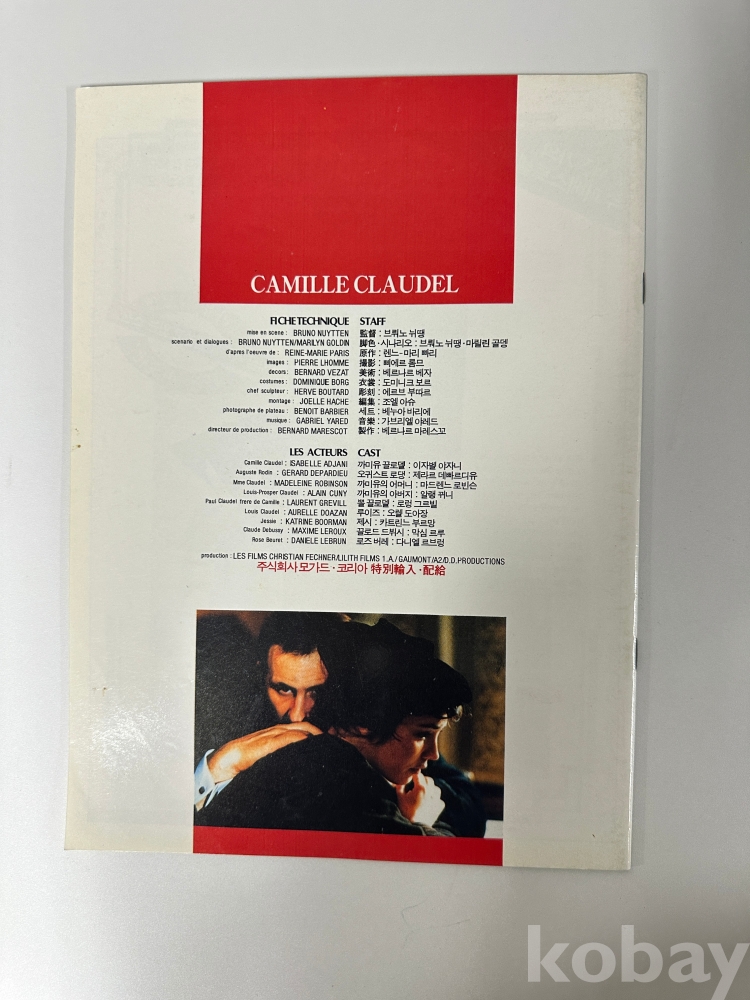 CAMILLE CLAUDEL
FICHE TECHNIQUE STAFF
mise en scene : BRUNO NUYTTEN 監督 : 브뤼노 뉘땡
scenario et dialogues : BRUNO NUYTTEN/MARILYN GOLDIN 脚色·시나리오 : 브뤼노 뉘땡·마릴린 골뎅
d'apres l'oeuvre de : REINE-MARIE PARIS 原作 : 렌느-마리 빠리
images : PIERRE LHOMME 撮影 : 삐에르 롬므
decors : BERNARD VEZAT 美術 : 베르나르 베자
costumes : DOMINIQUE BORG 衣裳 : 도미니크 보르
chef sculpteur : HERVE BOUTARD 彫刻 : 에르브 부따르
montage : JOELLE HACHE 編集 : 조엘 아슈
photographe de plateau : BENOIT BARBIER 세트 : 베누아 바리에
musique : GABRIEL YARED 音樂 : 가브리엘 야레드
directeur de production : BERNARD MARESCOT 製作 : 베르나르 마레스꼬
LES ACTEURS CAST
Camille Claudel : ISABELLE ADJANI 까미유 끌로델 : 이자벨 아자니
Auguste Rodin : GERARD DEPARDIEU 오귀스트 로댕 : 제라르 데빠르디유
Mme Claudel : MADELEINE ROBINSON 까미유의 어머니 : 마드렌느 로빈슨
Louis-Prosper Claudel : ALAIN CUNY 까미유의 아버지 : 알랭 뀌니
Paul Claudel frere de Camille : LAURENT GREVILL 뽈 끌로델 : 로렁 그르빌
Louis Claudel : AURELLE DOAZAN 루이즈 : 오렐 도아장
Jessie : KATRINE BOORMAN 제시 : 카트린느 부르망
Claude Debussy : MAXIME LEROUX 끌로드 드뷔시 : 막심 르루
Rose Beuret : DANIELE LEBRUN 로즈 버레 : 다니엘 르브렁
production : LES FILMS CHRISTIAN FECHNER/LILITH FILMS 1.A./GAUMONT/A2/D.D.PRODUCTIONS
주식회사 모가드·코리아 特別輸入·配給
kobay